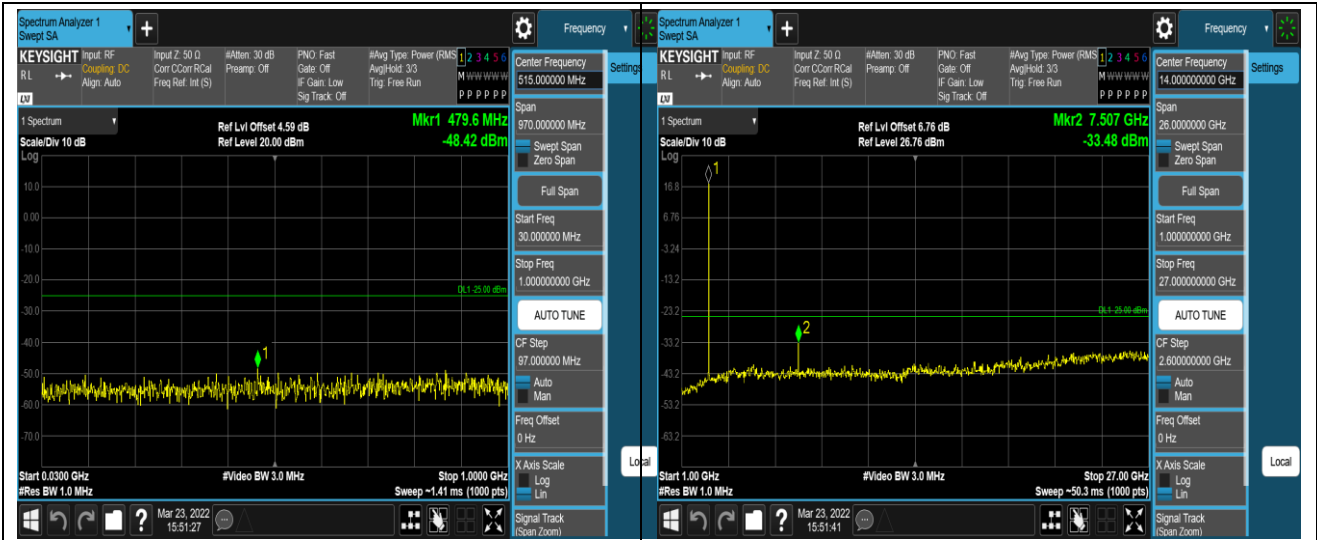 Spectrum Analyzer 1
Swept SA
+
Frequency
KEYSIGHT
Input: RF
Coupling: DC
Align: Auto
Input Z: 50 Ω
Corr CCorr RCal
Freq Ref: Int (S)
#Atten: 30 dB
Preamp: Off
PNO: Fast
Gate: Off
IF Gain: Low
Sig Track: Off
#Avg Type: Power (RMS
Avg|Hold: 3/3
Trig: Free Run
1 2 3 4 5 6
M W W W W W
P P P P P P
RL
LXI
Center Frequency
515.000000 MHz
Settings
1 Spectrum
Scale/Div 10 dB
Ref Lvl Offset 4.59 dB
Ref Level 20.00 dBm
Mkr1 479.6 MHz
-48.42 dBm
Log
10.0
0.00
-10.0
-20.0
-30.0
-40.0
-50.0
-60.0
-70.0
DL1 -25.00 dBm
1
Start 0.0300 GHz
#Res BW 1.0 MHz
#Video BW 3.0 MHz
Stop 1.0000 GHz
Sweep ~1.41 ms (1000 pts)
Span
970.000000 MHz
Swept Span
Zero Span
Full Span
Start Freq
30.000000 MHz
Stop Freq
1.000000000 GHz
AUTO TUNE
CF Step
97.000000 MHz
Auto
Man
Freq Offset
0 Hz
X Axis Scale
Log
Lin
Signal Track
(Span Zoom)
Local
?
Mar 23, 2022
15:51:27
Spectrum Analyzer 1
Swept SA
+
Frequency
KEYSIGHT
Input: RF
Coupling: DC
Align: Auto
Input Z: 50 Ω
Corr CCorr RCal
Freq Ref: Int (S)
#Atten: 30 dB
Preamp: Off
PNO: Fast
Gate: Off
IF Gain: Low
Sig Track: Off
#Avg Type: Power (RMS
Avg|Hold: 3/3
Trig: Free Run
1 2 3 4 5 6
M W W W W W
P P P P P P
RL
LXI
Center Frequency
14.000000000 GHz
Settings
1 Spectrum
Scale/Div 10 dB
Ref Lvl Offset 6.76 dB
Ref Level 26.76 dBm
Mkr2 7.507 GHz
-33.48 dBm
Log
16.8
6.76
-3.24
-13.2
-23.2
-33.2
-43.2
-53.2
-63.2
DL1 -25.00 dBm
1
2
Start 1.00 GHz
#Res BW 1.0 MHz
#Video BW 3.0 MHz
Stop 27.00 GHz
Sweep ~50.3 ms (1000 pts)
Span
26.0000000 GHz
Swept Span
Zero Span
Full Span
Start Freq
1.000000000 GHz
Stop Freq
27.000000000 GHz
AUTO TUNE
CF Step
2.600000000 GHz
Auto
Man
Freq Offset
0 Hz
X Axis Scale
Log
Lin
Signal Track
(Span Zoom)
Local
?
Mar 23, 2022
15:51:41